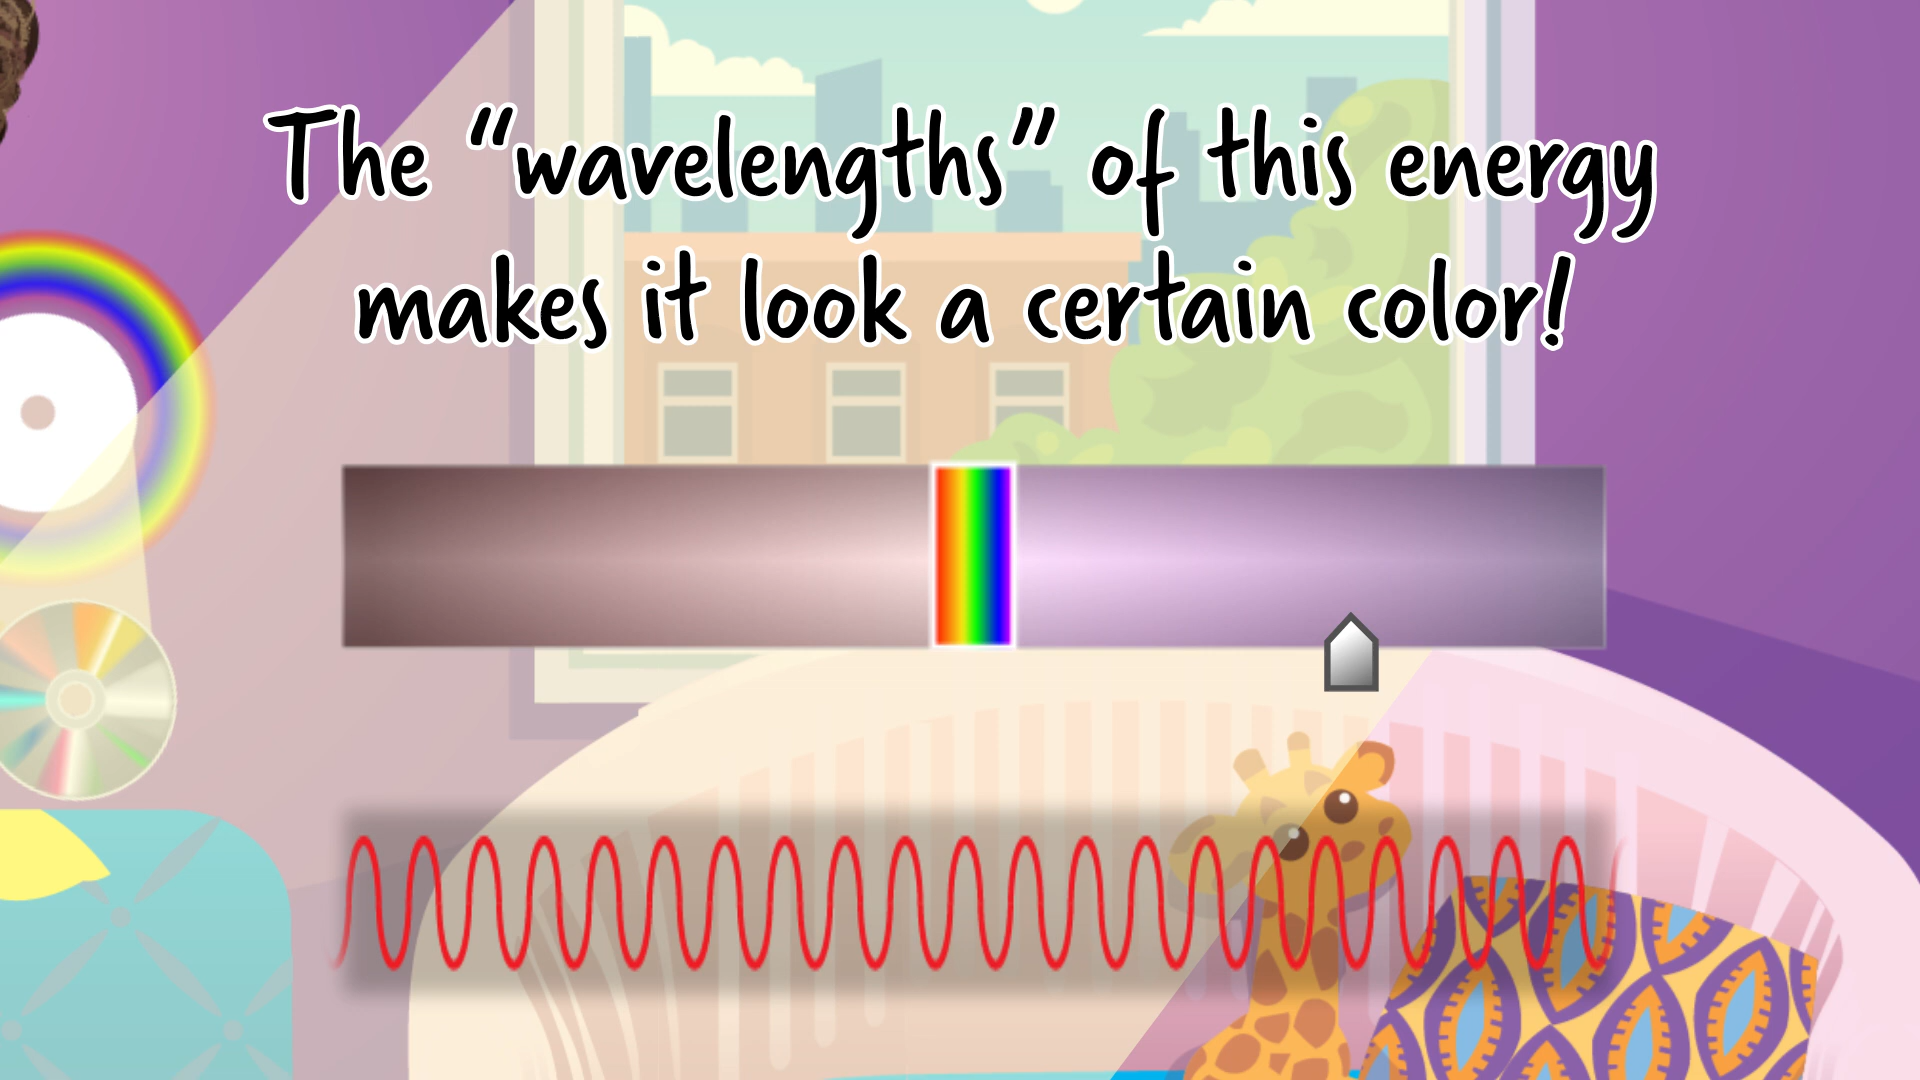 The “wavelengths” of this energy
makes it look a certain color!